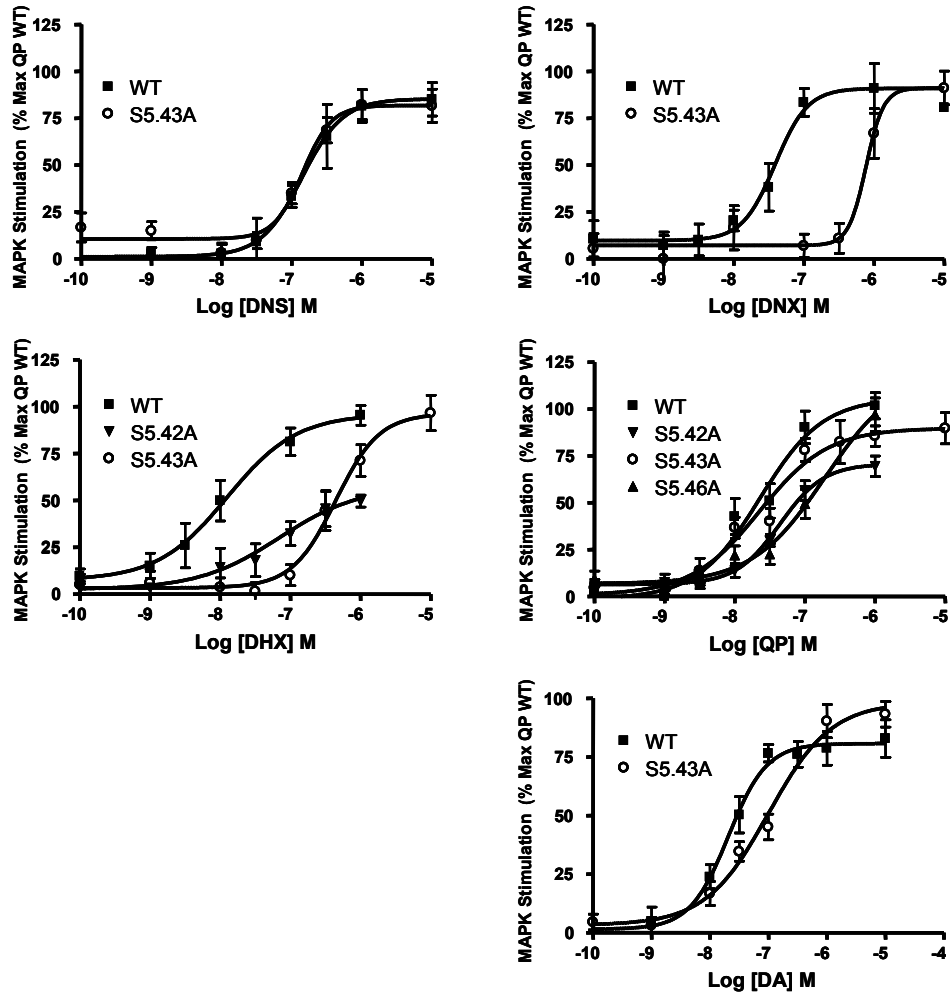 MAPK Stimulation (% Max QP WT)
125
100
75
50
25
0
WT
S5.43A
-10 -9 -8 -7 -6 -5
Log [DNS] M
MAPK Stimulation (% Max QP WT)
125
100
75
50
25
0
WT
S5.43A
-10 -9 -8 -7 -6 -5
Log [DNX] M
MAPK Stimulation (% Max QP WT)
125
100
75
50
25
0
WT
S5.42A
S5.43A
-10 -9 -8 -7 -6 -5
Log [DHX] M
MAPK Stimulation (% Max QP WT)
125
100
75
50
25
0
WT
S5.42A
S5.43A
S5.46A
-10 -9 -8 -7 -6 -5
Log [QP] M
MAPK Stimulation (% Max QP WT)
100
75
50
25
0
WT
S5.43A
-10 -9 -8 -7 -6 -5 -4
Log [DA] M